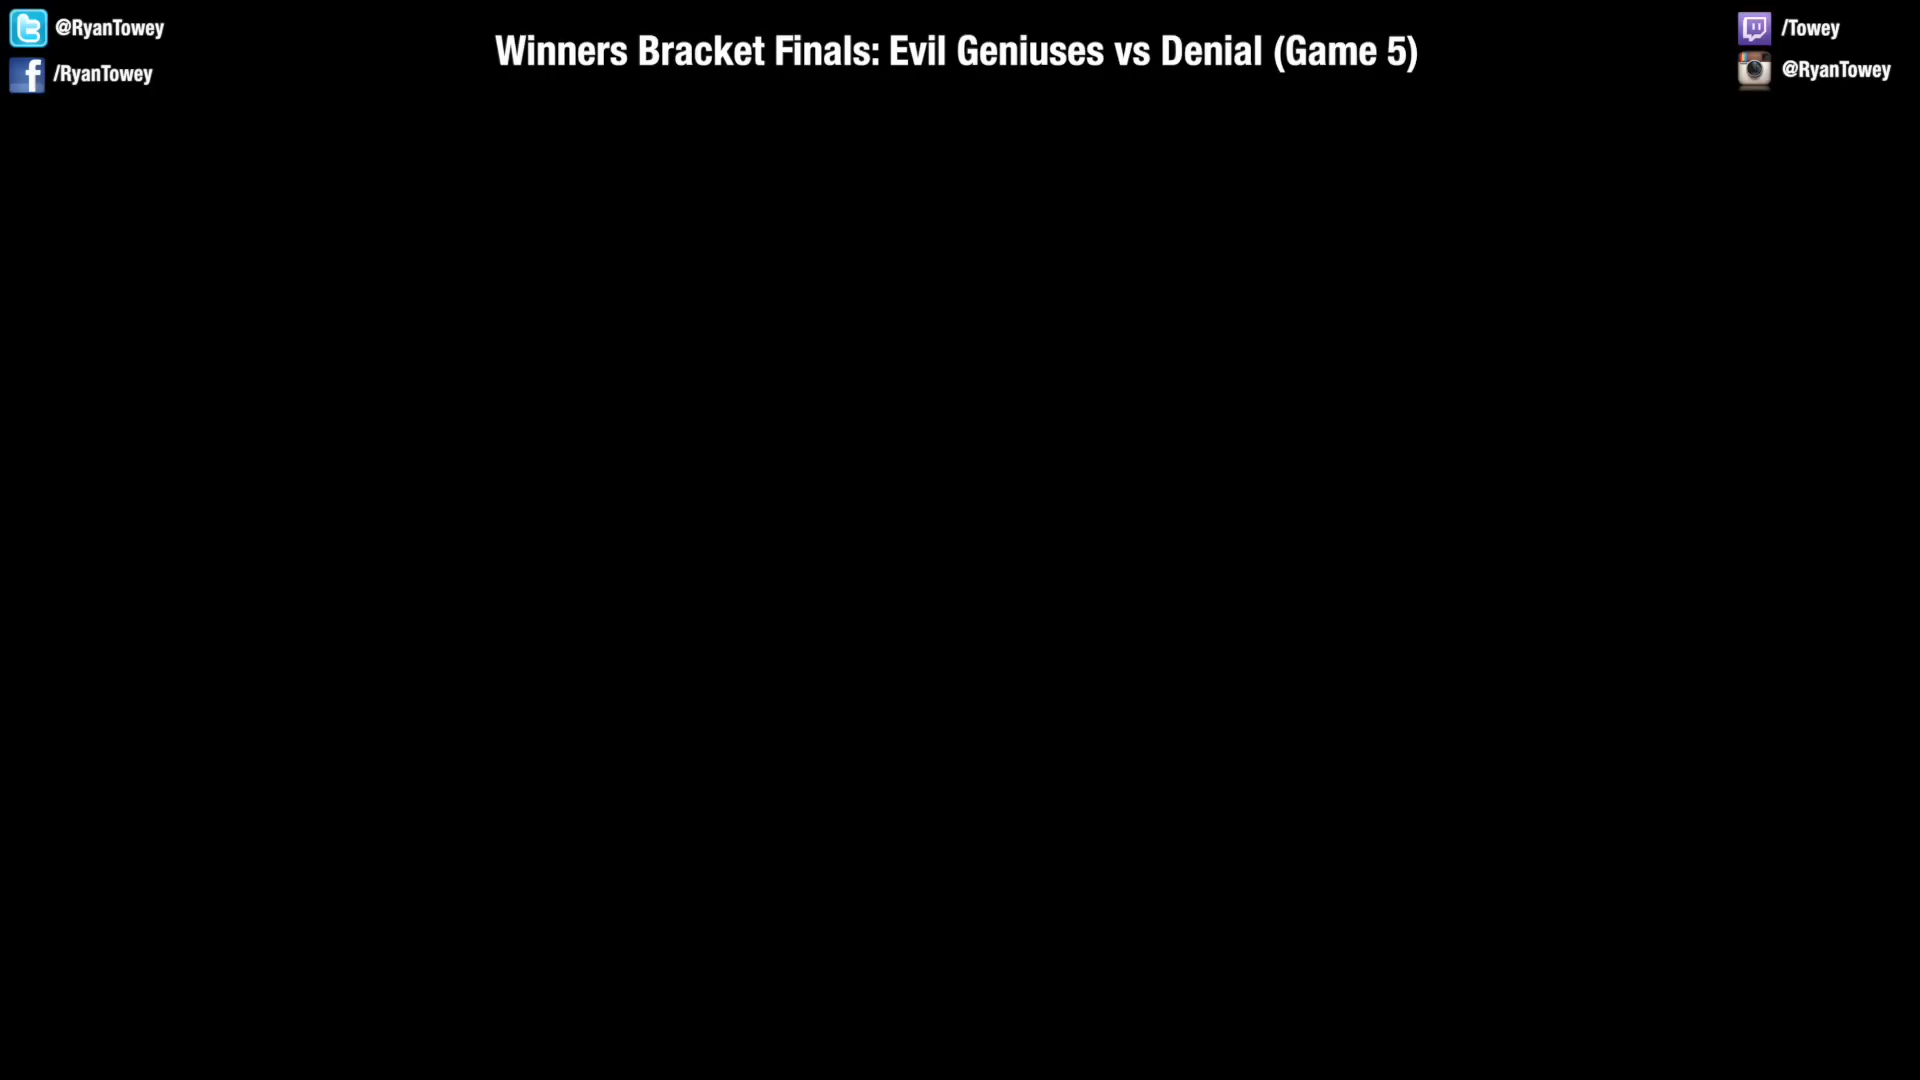 @RyanTowey
/RyanTowey
Winners Bracket Finals: Evil Geniuses vs Denial (Game 5)
/Towey
@RyanTowey